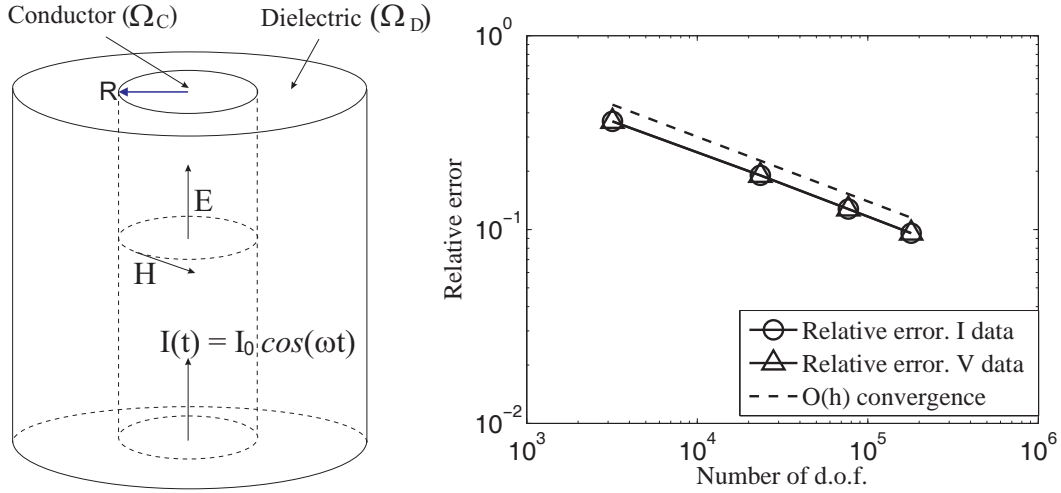 Conductor (Ω_C)
Dielectric (Ω_D)
R
E
H
I(t) = I₀ cos(ωt)
10⁰
10⁻¹
10⁻²
Relative error
Relative error. I data
Relative error. V data
O(h) convergence
10³ 10⁴ 10⁵ 10⁶
Number of d.o.f.